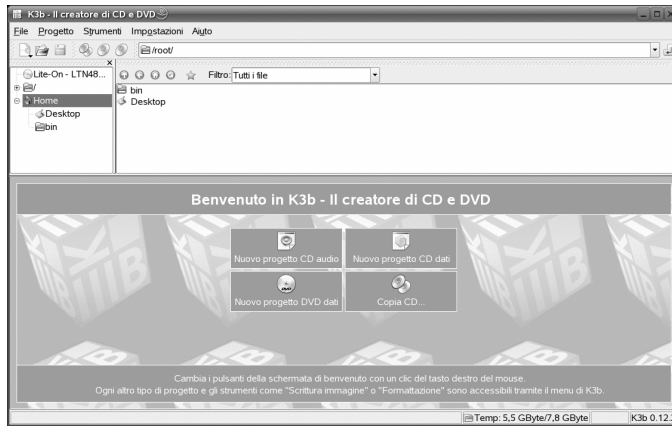 K3b - Il creatore di CD e DVD
File Progetto Strumenti Impostazioni Aiuto
/root/
Lite-On - LTN48...
Filtro: Tutti i file
/
Home
Desktop
bin
bin
Desktop
Benvenuto in K3b - Il creatore di CD e DVD
Nuovo progetto CD audio
Nuovo progetto CD dati
Nuovo progetto DVD dati
Copia CD...
Cambia i pulsanti della schermata di benvenuto con un clic del tasto destro del mouse.
Ogni altro tipo di progetto e gli strumenti come "Scrittura immagine" o "Formattazione" sono accessibili tramite il menu di K3b.
Temp: 5,5 GByte/7,8 GByte
K3b 0.12.